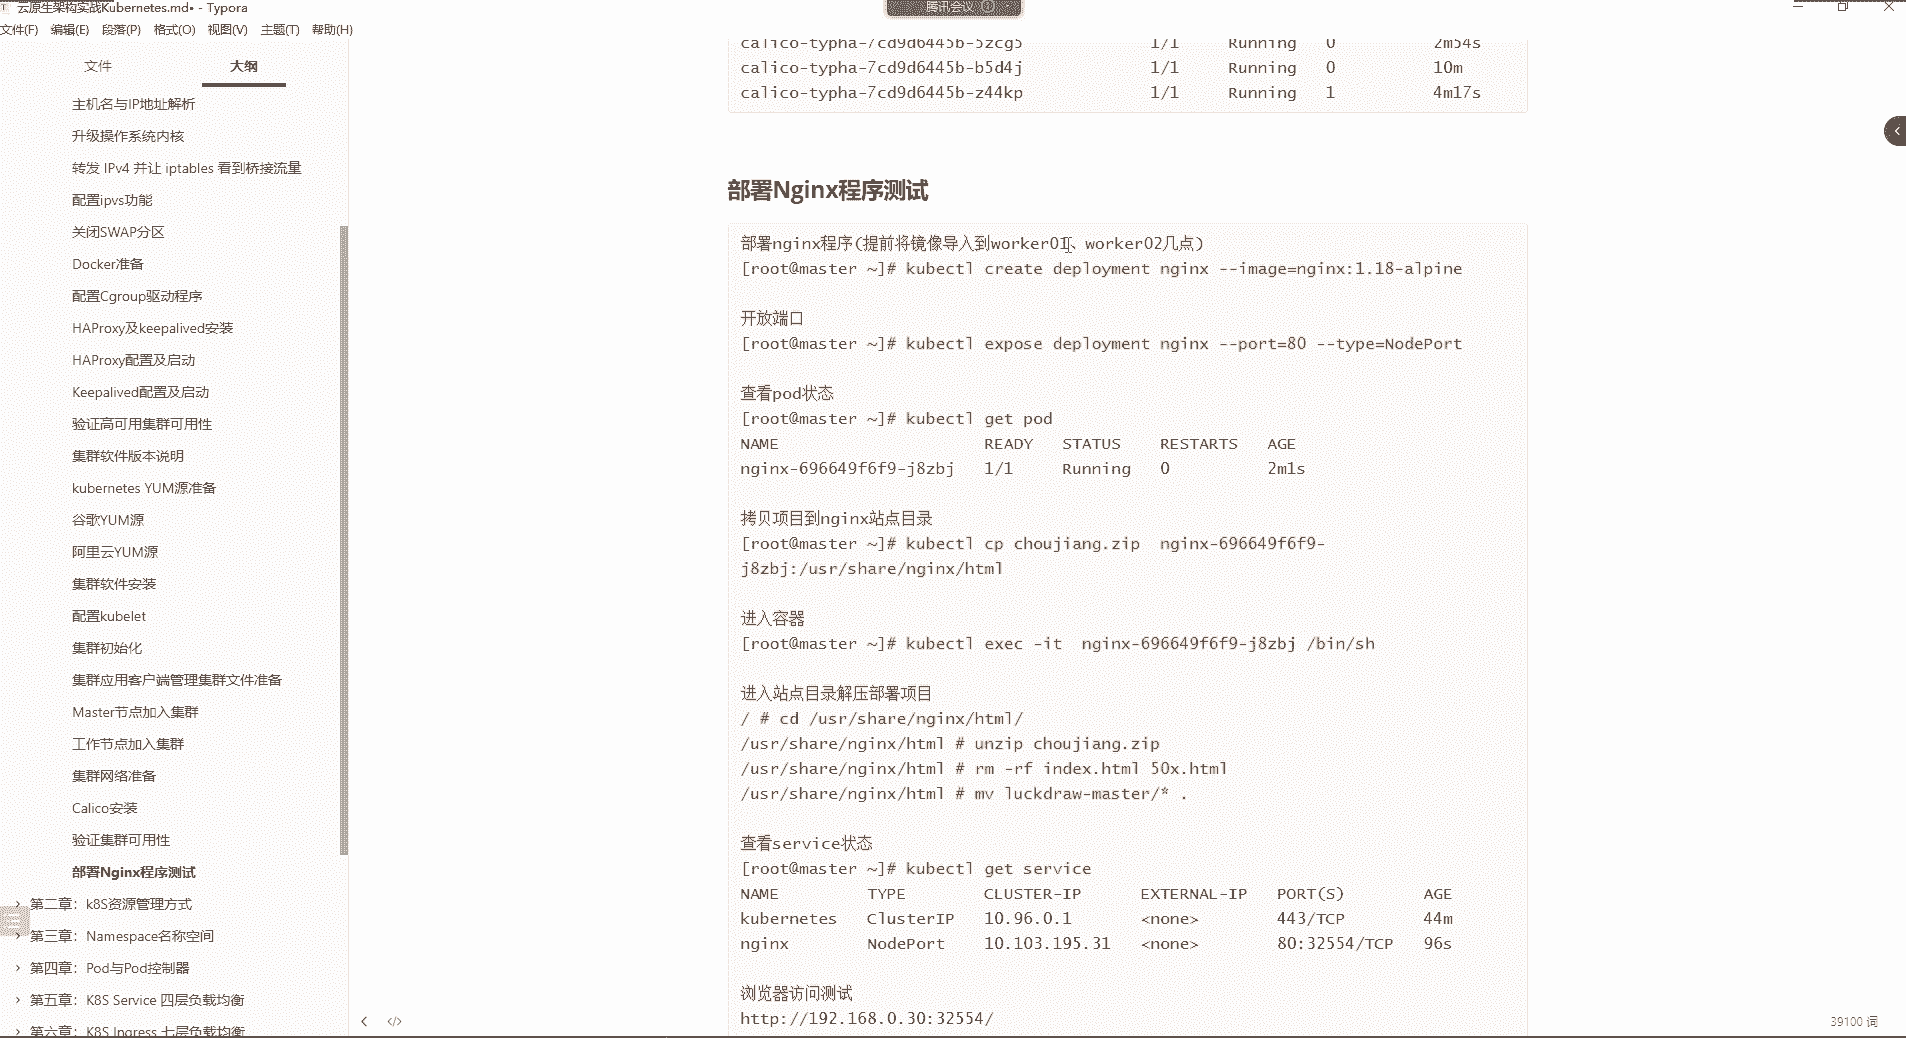 云原生架构实战Kubernetes.md• - Typora
腾讯会议
文件(F) 编辑(E) 段落(P) 格式(O) 视图(V) 主题(T) 帮助(H)
文件 大纲
主机名与IP地址解析
升级操作系统内核
转发 IPv4 并让 iptables 看到桥接流量
配置ipvs功能
关闭SWAP分区
Docker准备
配置Cgroup驱动程序
HAProxy及keepalived安装
HAProxy配置及启动
Keepalived配置及启动
验证高可用集群可用性
集群软件版本说明
kubernetes YUM源准备
谷歌YUM源
阿里云YUM源
集群软件安装
配置kubelet
集群初始化
集群应用客户端管理集群文件准备
Master节点加入集群
工作节点加入集群
集群网络准备
Calico安装
验证集群可用性
部署Nginx程序测试
第二章：k8S资源管理方式
第三章：Namespace名称空间
第四章：Pod与Pod控制器
第五章：K8S Service 四层负载均衡
第六章：K8S Ingress 七层负载均衡
calico-typha-7cd9d6445b-5zcg5 1/1 Running 0 2m54s
calico-typha-7cd9d6445b-b5d4j 1/1 Running 0 10m
calico-typha-7cd9d6445b-z44kp 1/1 Running 1 4m17s
部署Nginx程序测试
部署nginx程序(提前将镜像导入到worker01、worker02几点)
[root@master ~]# kubectl create deployment nginx --image=nginx:1.18-alpine
开放端口
[root@master ~]# kubectl expose deployment nginx --port=80 --type=NodePort
查看pod状态
[root@master ~]# kubectl get pod
NAME READY STATUS RESTARTS AGE
nginx-696649f6f9-j8zbj 1/1 Running 0 2m1s
拷贝项目到nginx站点目录
[root@master ~]# kubectl cp choujiang.zip nginx-696649f6f9-
j8zbj:/usr/share/nginx/html
进入容器
[root@master ~]# kubectl exec -it nginx-696649f6f9-j8zbj /bin/sh
进入站点目录解压部署项目
/ # cd /usr/share/nginx/html/
/usr/share/nginx/html # unzip choujiang.zip
/usr/share/nginx/html # rm -rf index.html 50x.html
/usr/share/nginx/html # mv luckdraw-master/* .
查看service状态
[root@master ~]# kubectl get service
NAME TYPE CLUSTER-IP EXTERNAL-IP PORT(S) AGE
kubernetes ClusterIP 10.96.0.1 <none> 443/TCP 44m
nginx NodePort 10.103.195.31 <none> 80:32554/TCP 96s
浏览器访问测试
http://192.168.0.30:32554/
39100 词